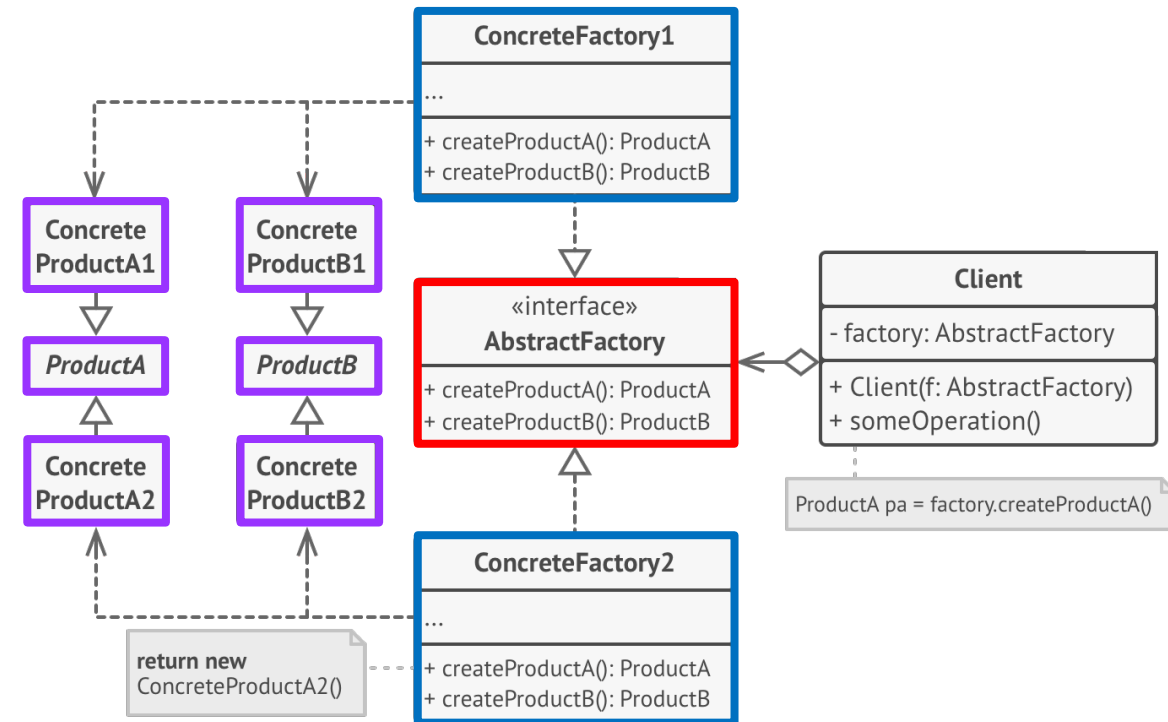 ConcreteFactory1
...
+ createProductA(): ProductA
+ createProductB(): ProductB
Concrete
ProductA1
Concrete
ProductB1
ProductA
ProductB
Concrete
ProductA2
Concrete
ProductB2
«interface»
AbstractFactory
+ createProductA(): ProductA
+ createProductB(): ProductB
Client
- factory: AbstractFactory
+ Client(f: AbstractFactory)
+ someOperation()
ProductA pa = factory.createProductA()
ConcreteFactory2
...
+ createProductA(): ProductA
+ createProductB(): ProductB
return new
ConcreteProductA2()